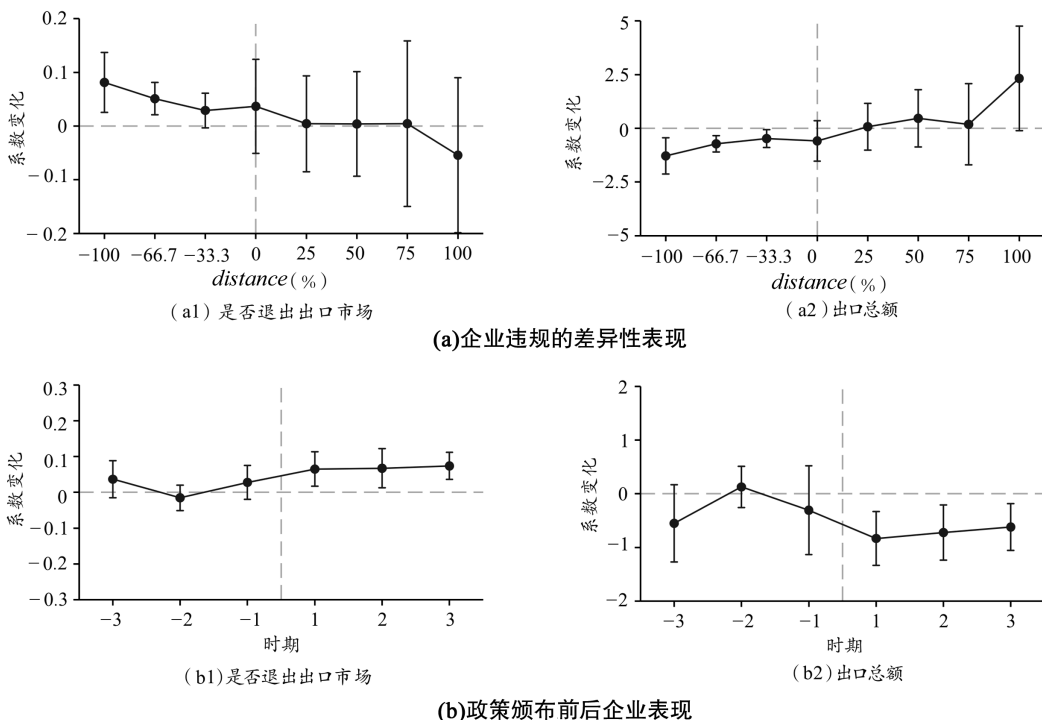 0.2
0.1
0
−0.1
−0.2
系数变化
−100 −66.7 −33.3 0 25 50 75 100
distance(%)
(a1)是否退出出口市场
5
2.5
0
−2.5
−5
系数变化
−100 −66.7 −33.3 0 25 50 75 100
distance(%)
(a2)出口总额
(a)企业违规的差异性表现
0.3
0.2
0.1
0
−0.1
−0.2
−0.3
系数变化
−3 −2 −1 1 2 3
时期
(b1)是否退出出口市场
2
1
0
−1
−2
系数变化
−3 −2 −1 1 2 3
时期
(b2)出口总额
(b)政策颁布前后企业表现